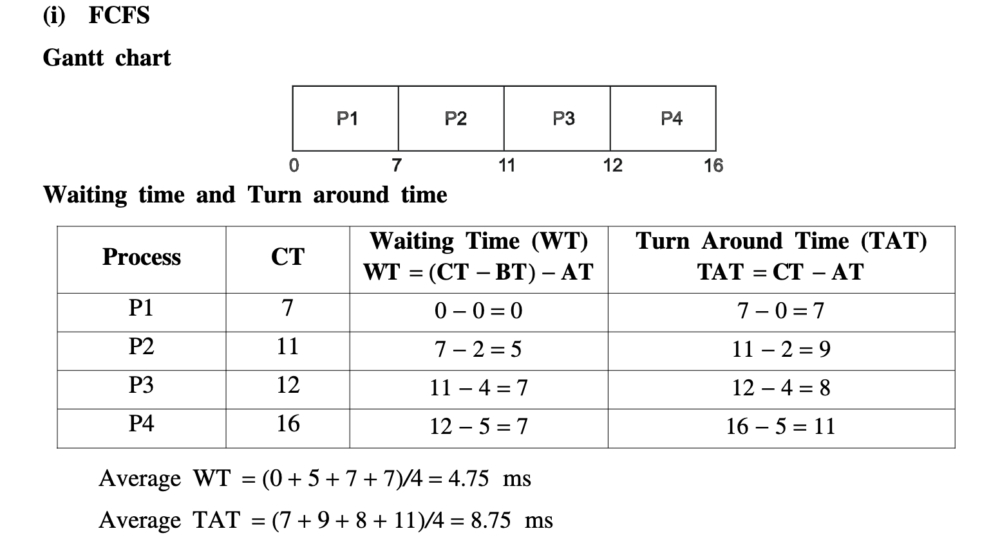 (i) FCFS
Gantt chart
P1 P2 P3 P4
0 7 11 12 16
Waiting time and Turn around time
Process CT Waiting Time (WT) WT = (CT – BT) – AT Turn Around Time (TAT) TAT = CT – AT
P1 7 0 – 0 = 0 7 – 0 = 7
P2 11 7 – 2 = 5 11 – 2 = 9
P3 12 11 – 4 = 7 12 – 4 = 8
P4 16 12 – 5 = 7 16 – 5 = 11
Average WT = (0 + 5 + 7 + 7)/4 = 4.75 ms
Average TAT = (7 + 9 + 8 + 11)/4 = 8.75 ms